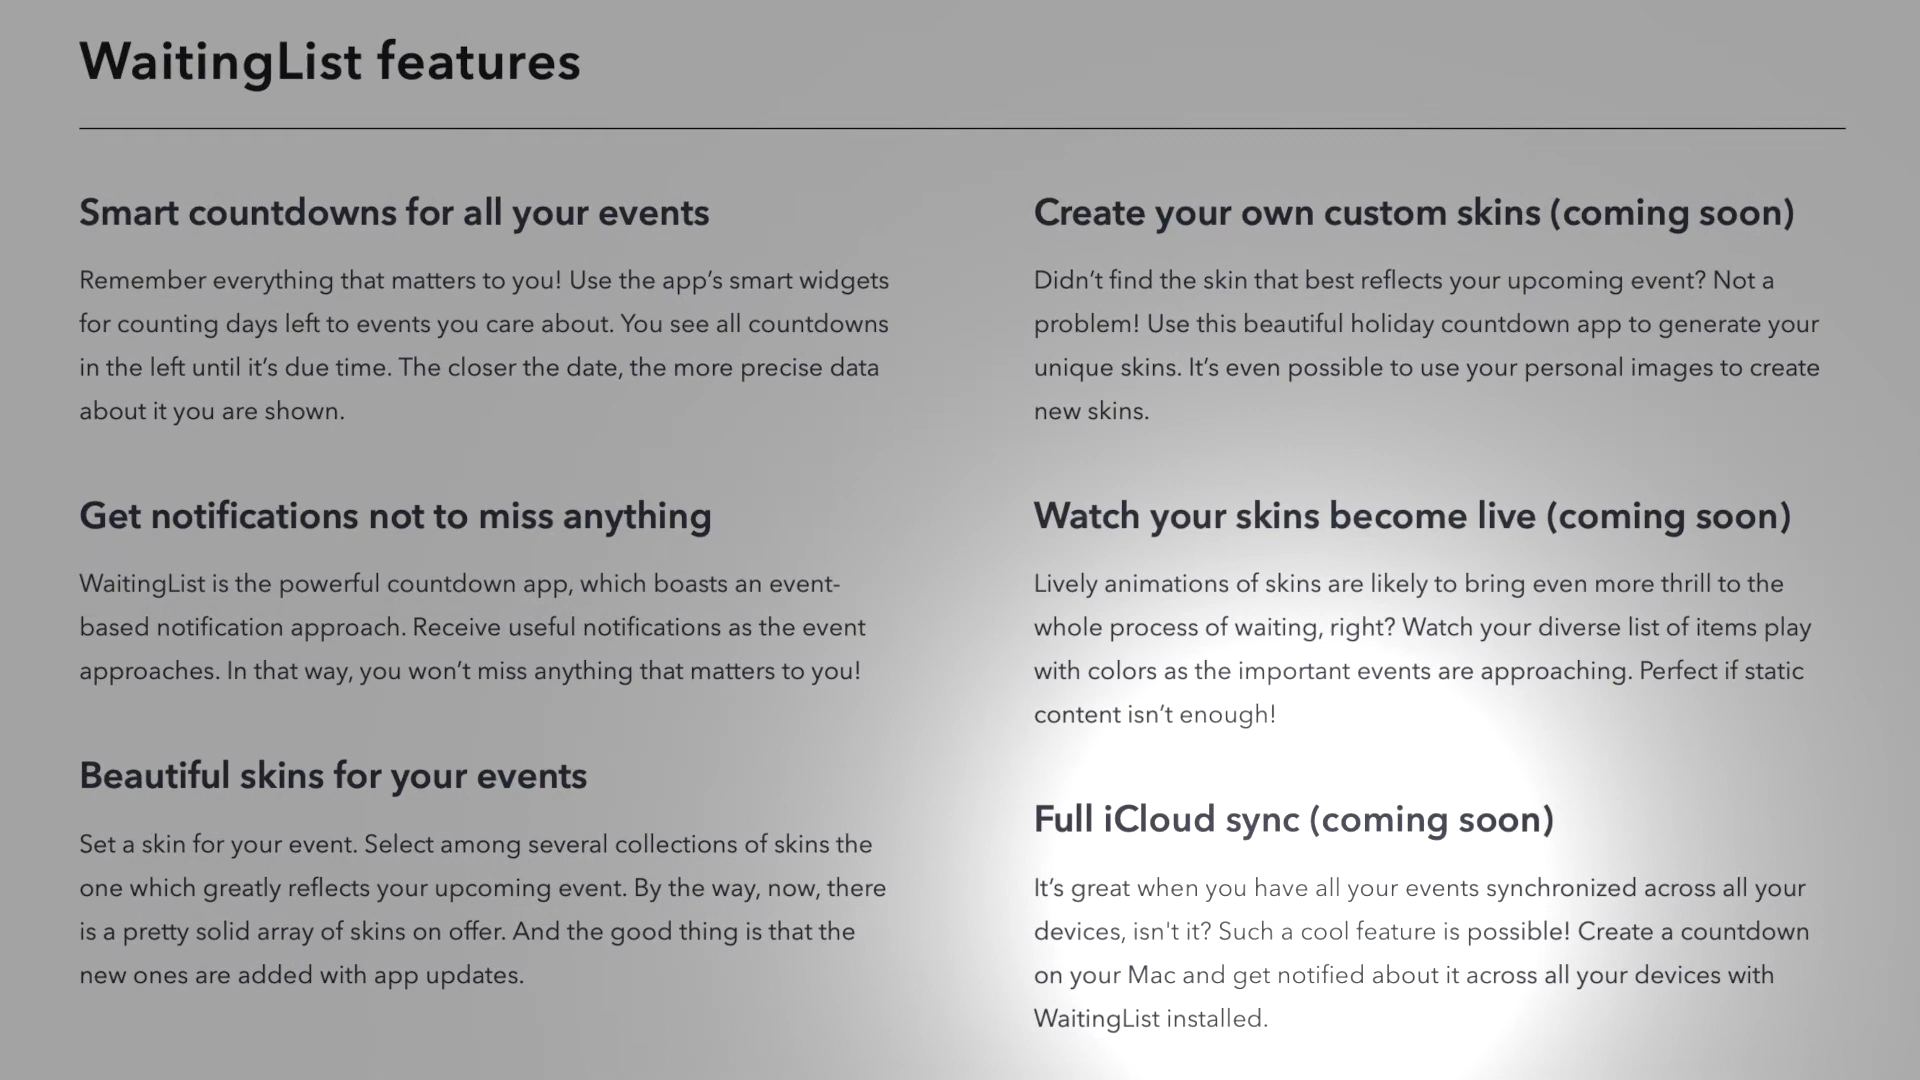 WaitingList features
Smart countdowns for all your events
Remember everything that matters to you! Use the app’s smart widgets
for counting days left to events you care about. You see all countdowns
in the left until it’s due time. The closer the date, the more precise data
about it you are shown.
Get notifications not to miss anything
WaitingList is the powerful countdown app, which boasts an event-
based notification approach. Receive useful notifications as the event
approaches. In that way, you won’t miss anything that matters to you!
Beautiful skins for your events
Set a skin for your event. Select among several collections of skins the
one which greatly reflects your upcoming event. By the way, now, there
is a pretty solid array of skins on offer. And the good thing is that the
new ones are added with app updates.
Create your own custom skins (coming soon)
Didn’t find the skin that best reflects your upcoming event? Not a
problem! Use this beautiful holiday countdown app to generate your
unique skins. It’s even possible to use your personal images to create
new skins.
Watch your skins become live (coming soon)
Lively animations of skins are likely to bring even more thrill to the
whole process of waiting, right? Watch your diverse list of items play
with colors as the important events are approaching. Perfect if static
content isn’t enough!
Full iCloud sync (coming soon)
It’s great when you have all your events synchronized across all your
devices, isn't it? Such a cool feature is possible! Create a countdown
on your Mac and get notified about it across all your devices with
WaitingList installed.